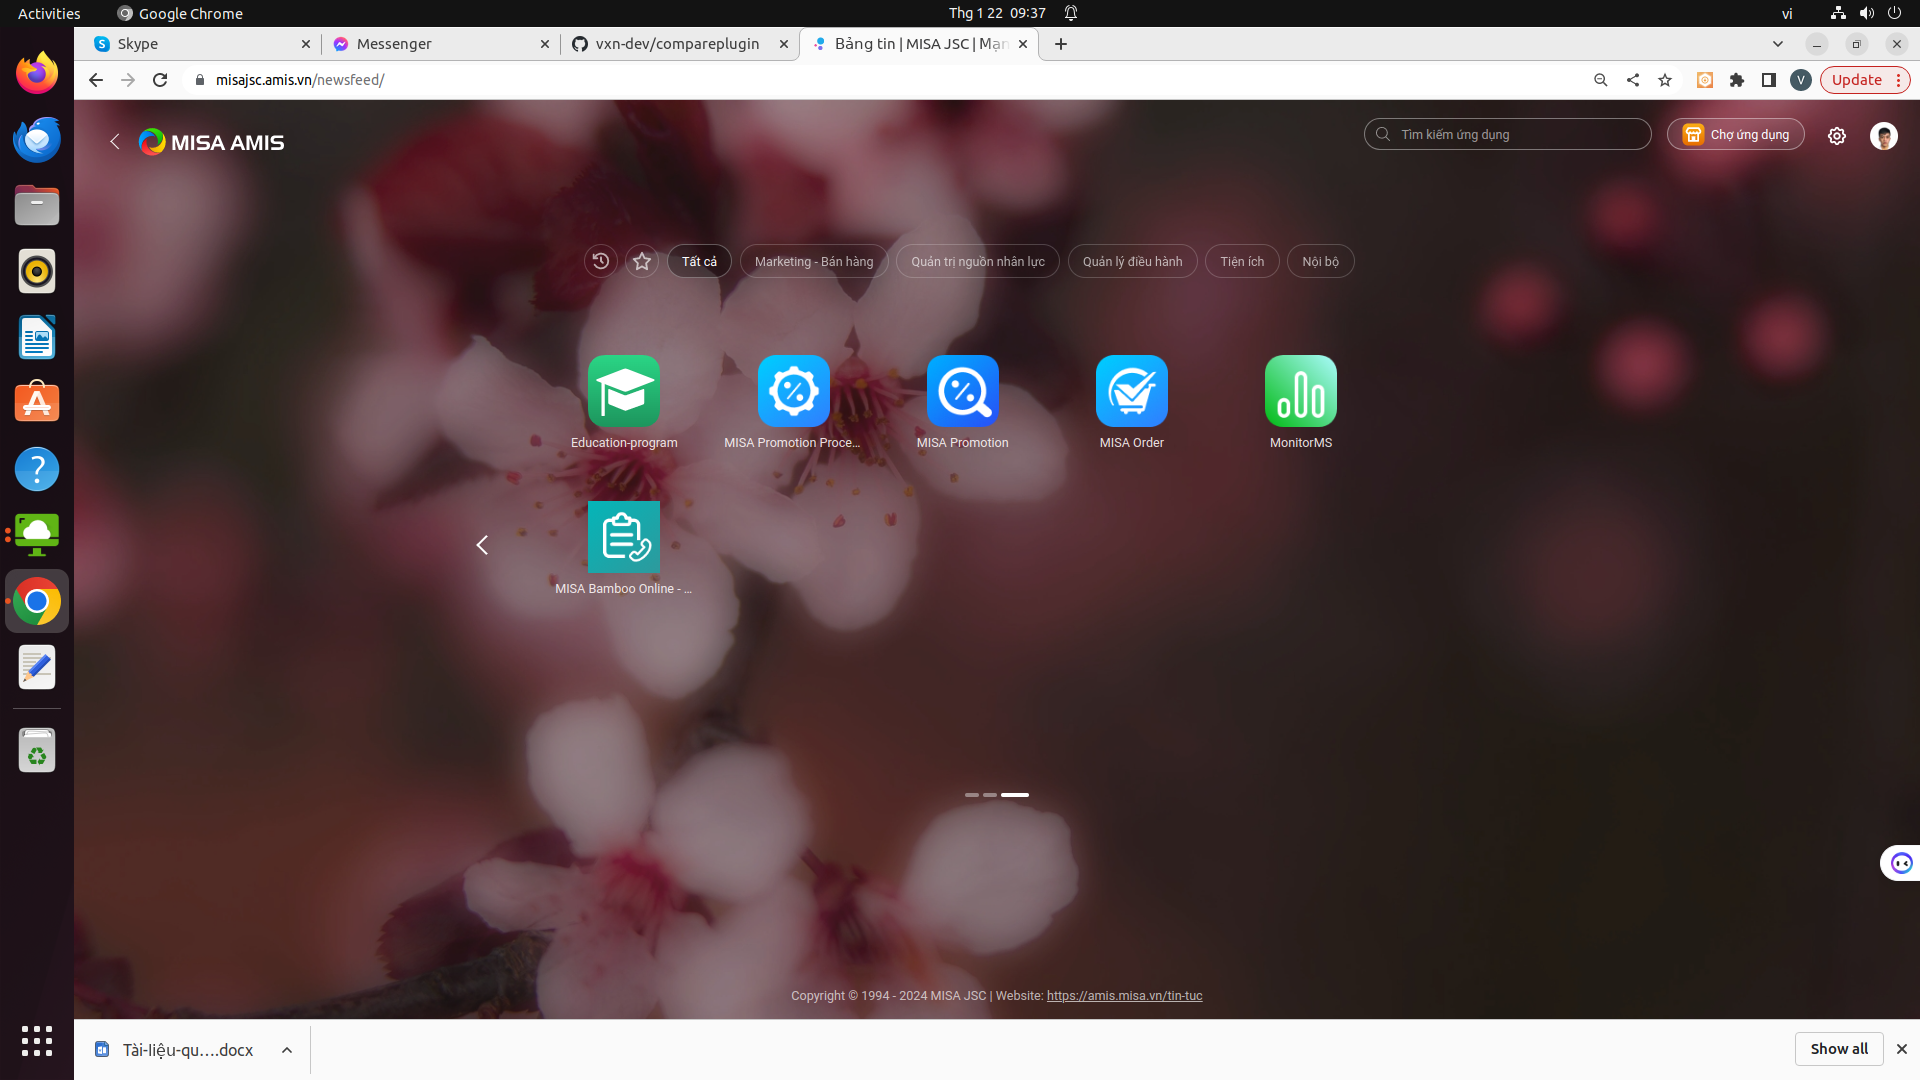 Activities Google Chrome Thg 1 22 09:37 vi
Skype Messenger vxn-dev/compareplugin Bảng tin | MISA JSC | Mạn
misajsc.amis.vn/newsfeed/ V Update
MISA AMIS Tìm kiếm ứng dụng Chợ ứng dụng
Tất cả Marketing - Bán hàng Quản trị nguồn nhân lực Quản lý điều hành Tiện ích Nội bộ
Education-program MISA Promotion Proce... MISA Promotion MISA Order MonitorMS
MISA Bamboo Online - ...
Copyright © 1994 - 2024 MISA JSC | Website: https://amis.misa.vn/tin-tuc
Tài-liệu-qu....docx Show all